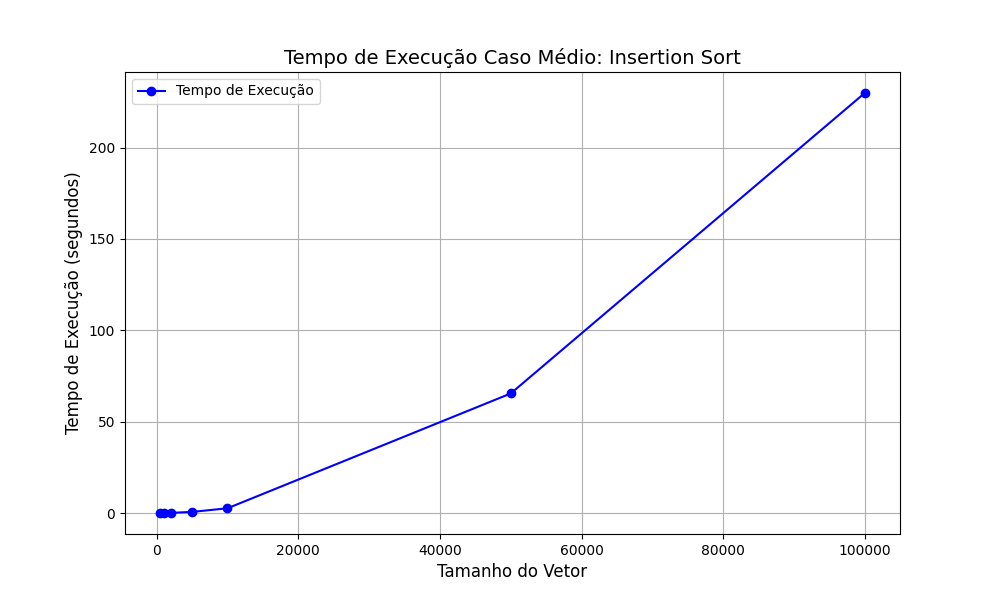 Tempo de Execução Caso Médio: Insertion Sort
Tempo de Execução
Tempo de Execução (segundos)
200
150
100
50
0
0 20000 40000 60000 80000 100000
Tamanho do Vetor